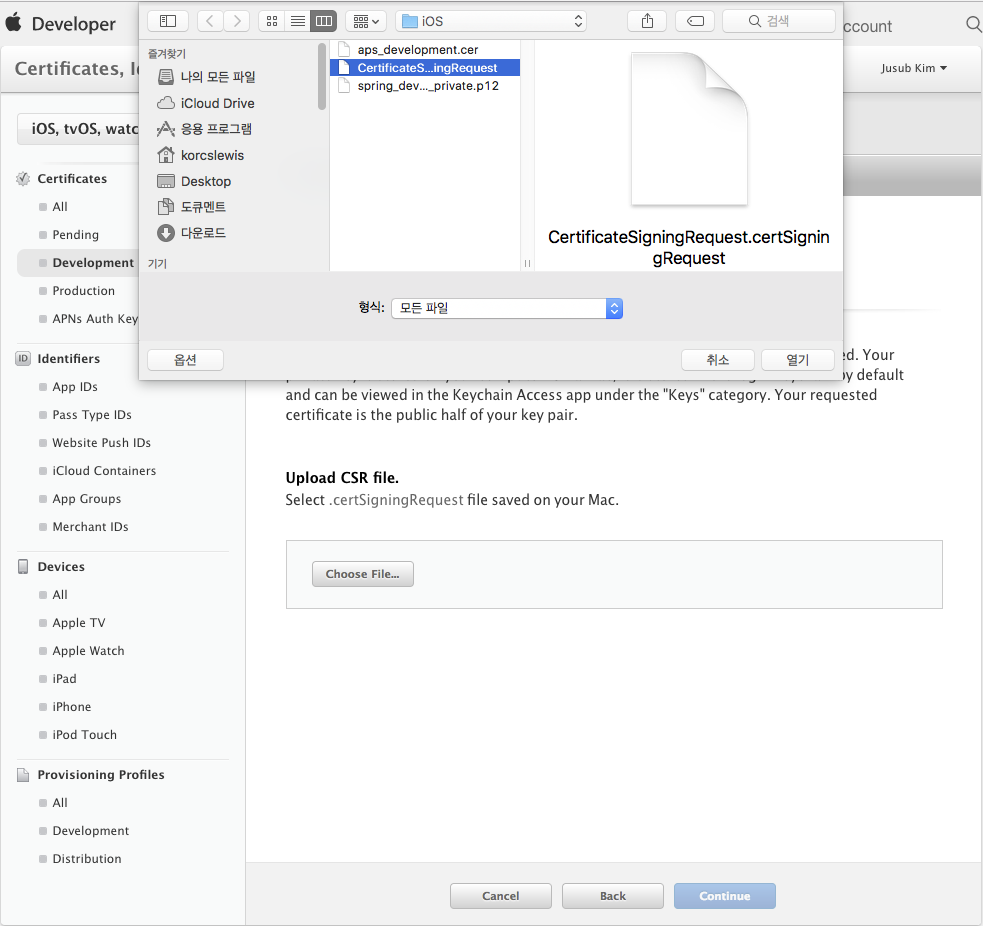 Developer
ccount
Certificates, I
Jusub Kim
iOS, tvOS, watc
Certificates
All
Pending
Development
Production
APNs Auth Key
Identifiers
App IDs
Pass Type IDs
Website Push IDs
iCloud Containers
App Groups
Merchant IDs
Devices
All
Apple TV
Apple Watch
iPad
iPhone
iPod Touch
Provisioning Profiles
All
Development
Distribution
iOS
검색
즐겨찾기
나의 모든 파일
iCloud Drive
응용 프로그램
korcslewis
Desktop
도큐멘트
다운로드
기기
aps_development.cer
CertificateS...ingRequest
spring_dev..._private.p12
CertificateSigningRequest.certSignin
gRequest
형식: 모든 파일
옵션
취소
열기
ed. Your
by default
and can be viewed in the Keychain Access app under the "Keys" category. Your requested
certificate is the public half of your key pair.
Upload CSR file.
Select .certSigningRequest file saved on your Mac.
Choose File...
Cancel
Back
Continue